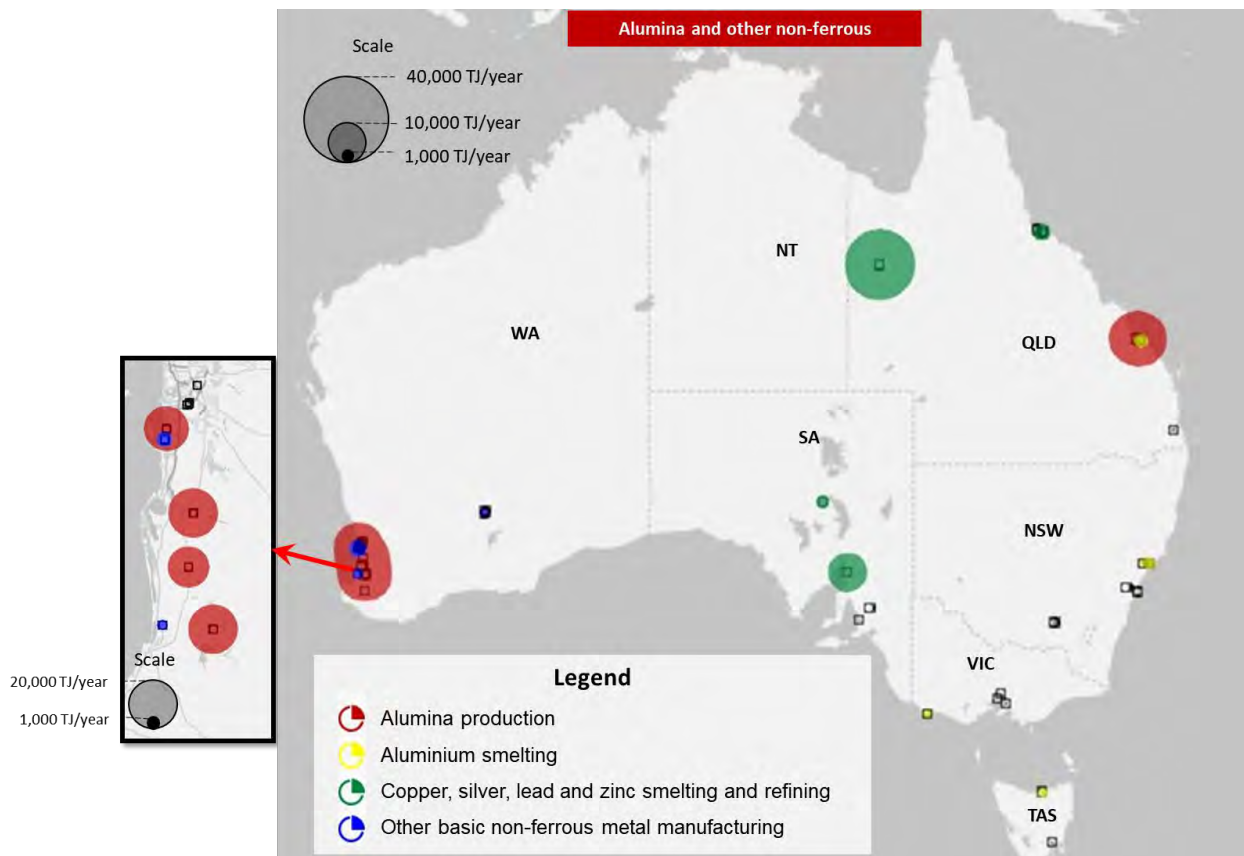 Alumina and other non-ferrous
Scale
40,000 TJ/year
10,000 TJ/year
1,000 TJ/year
NT
WA
QLD
SA
NSW
VIC
TAS
Scale
20,000 TJ/year
1,000 TJ/year
Legend
Alumina production
Aluminium smelting
Copper, silver, lead and zinc smelting and refining
Other basic non-ferrous metal manufacturing